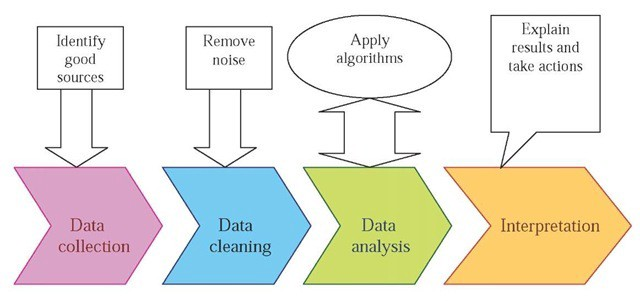 Identify
good
sources
Remove
noise
Apply
algorithms
Explain
results and
take actions
Data
collection
Data
cleaning
Data
analysis
Interpretation